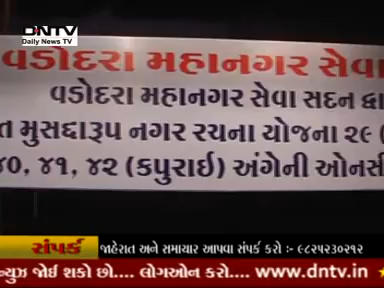 DNTV
Daily News TV
વડોદરા મહાનગર સેવા
વડોદરા મહાનગર સેવા સદન દ્વા
ત મુસદ્દારૂપ નગર રચના યોજના ૨૯ (
૪૦, ૪૧, ૪૨ (કપુરાઇ) અંગેની ઓનસી
સંપર્ક જાહેરાત અને સમાચાર આપવા સંપર્ક કરો :- ૯૮૨૫૨૩૦૨૧૨
ન્યુઝ જોઈ શકો છો.... લોગઓન કરો.... www.dntv.in